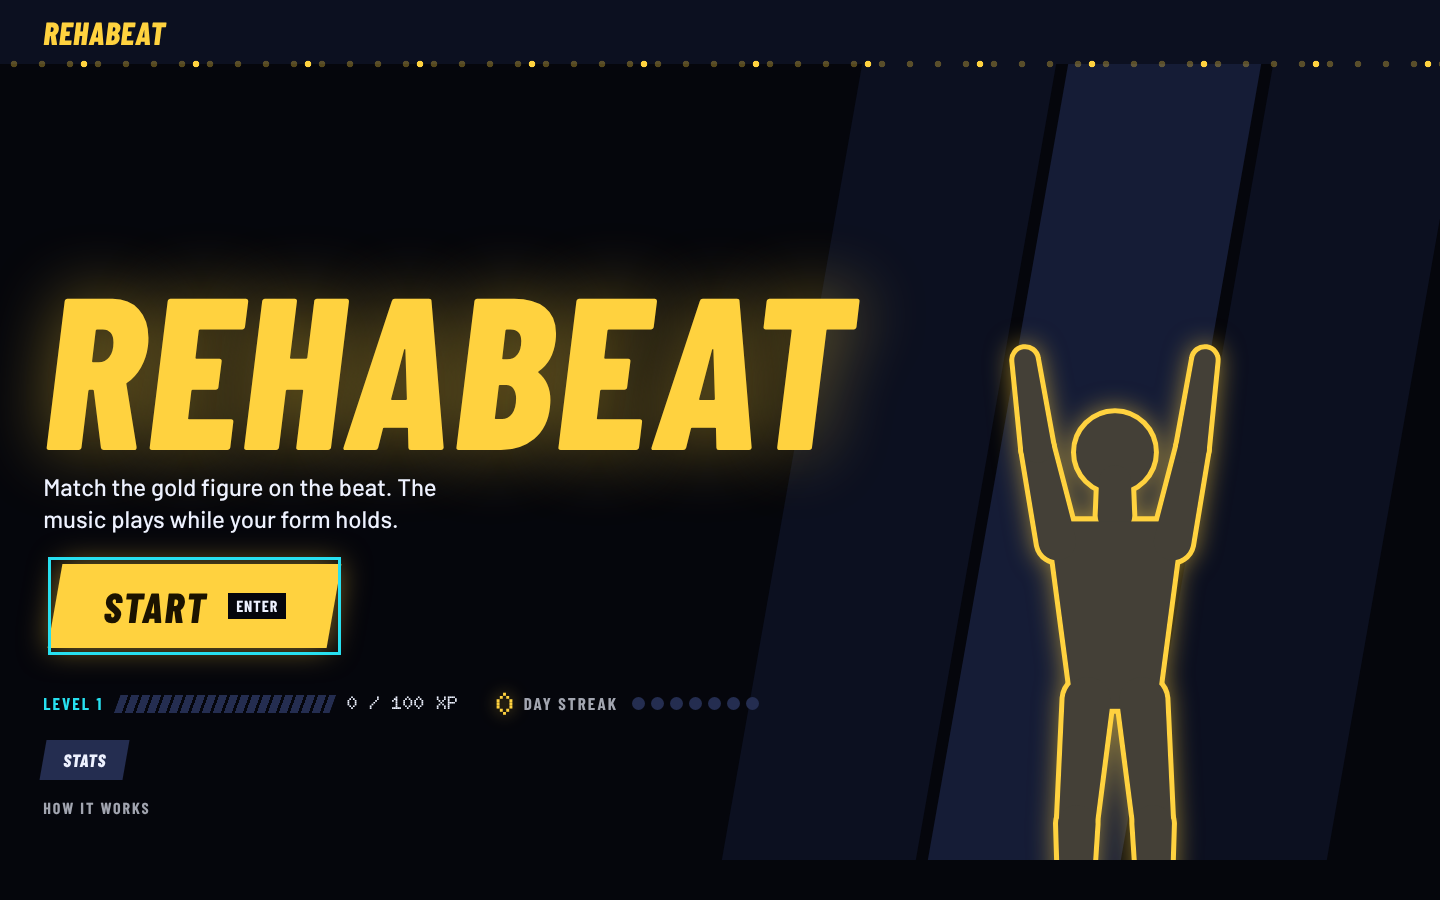 REHABEAT
REHABEAT
Match the gold figure on the beat. The
music plays while your form holds.
START ENTER
LEVEL 1 0 / 100 XP 0 DAY STREAK
STATS
HOW IT WORKS